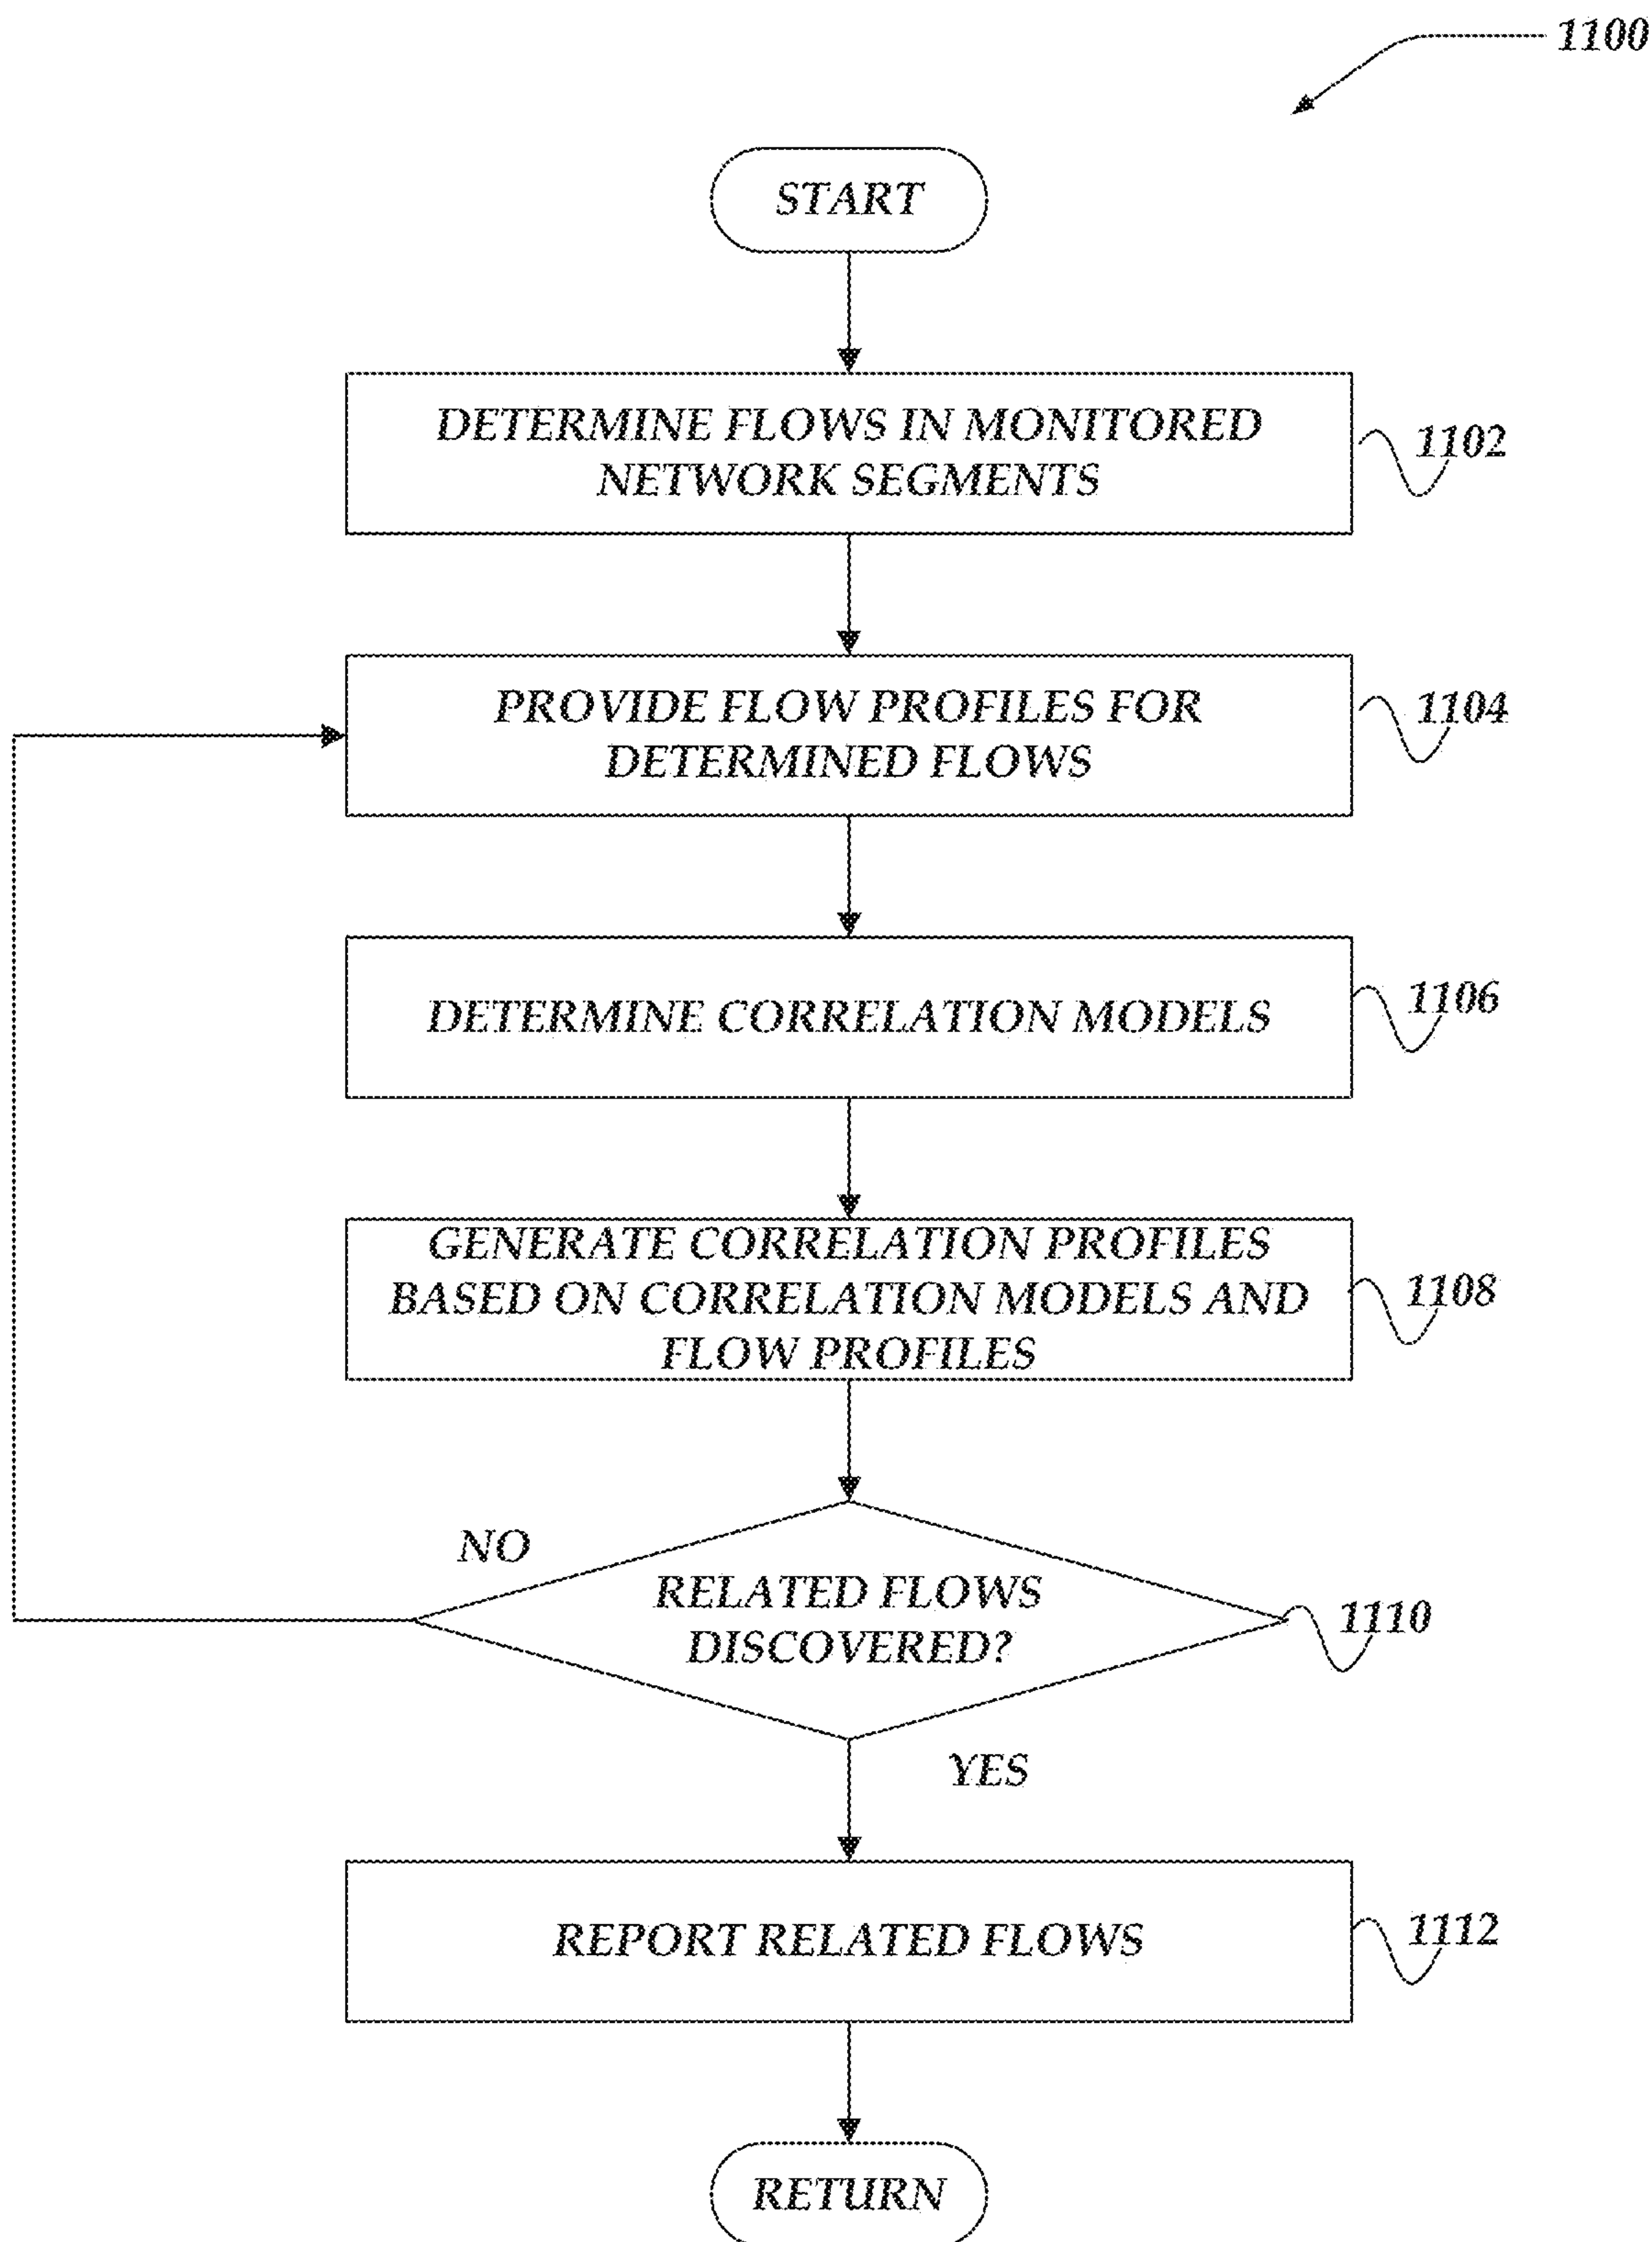 1100
START
DETERMINE FLOWS IN MONITORED
NETWORK SEGMENTS
1102
PROVIDE FLOW PROFILES FOR
DETERMINED FLOWS
1104
DETERMINE CORRELATION MODELS
1106
GENERATE CORRELATION PROFILES
BASED ON CORRELATION MODELS AND
FLOW PROFILES
1108
NO
RELATED FLOWS
DISCOVERED?
1110
YES
REPORT RELATED FLOWS
1112
RETURN